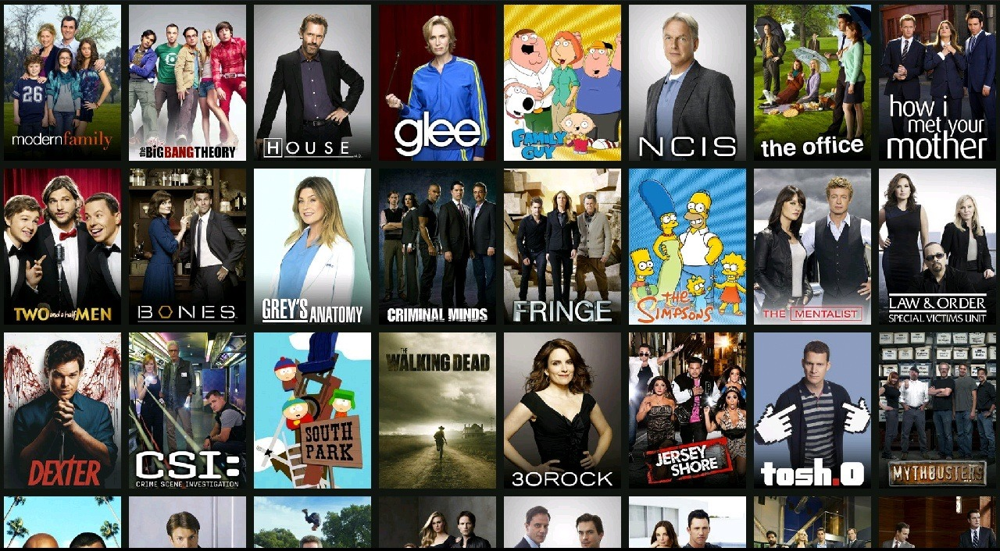 modernfamily
26
the BIG BANG THEORY
HOUSE M.D.
glee
FAMILY GUY
NCIS
the office
how i
met your
mother
TWO and a half MEN
BONES
GREY'S ANATOMY
CRIMINAL MINDS
FRINGE
The
SIMPSONS
THE MENTALIST
LAW & ORDER
SPECIAL VICTIMS UNIT
DEXTER
CSI:
CRIME SCENE INVESTIGATION
SOUTH
PARK
THE
WALKING DEAD
30ROCK
JERSEY
SHORE
tosh.0
MYTHBUSTERS